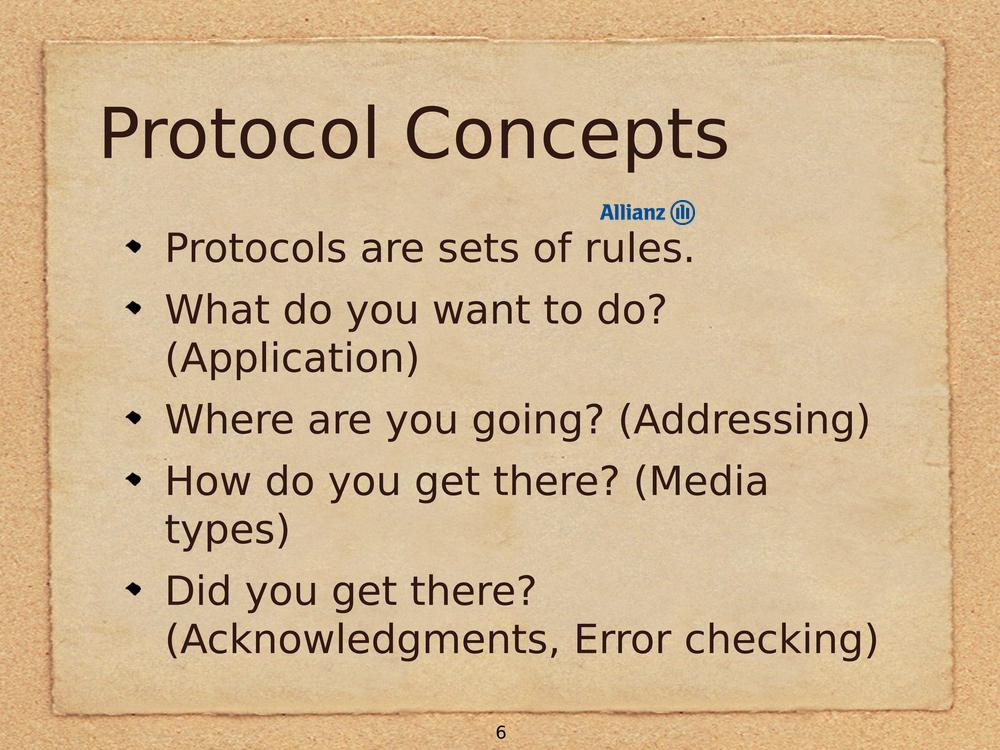 Protocol Concepts
Allianz
Protocols are sets of rules.
What do you want to do?
(Application)
Where are you going? (Addressing)
How do you get there? (Media
types)
Did you get there?
(Acknowledgments, Error checking)
6